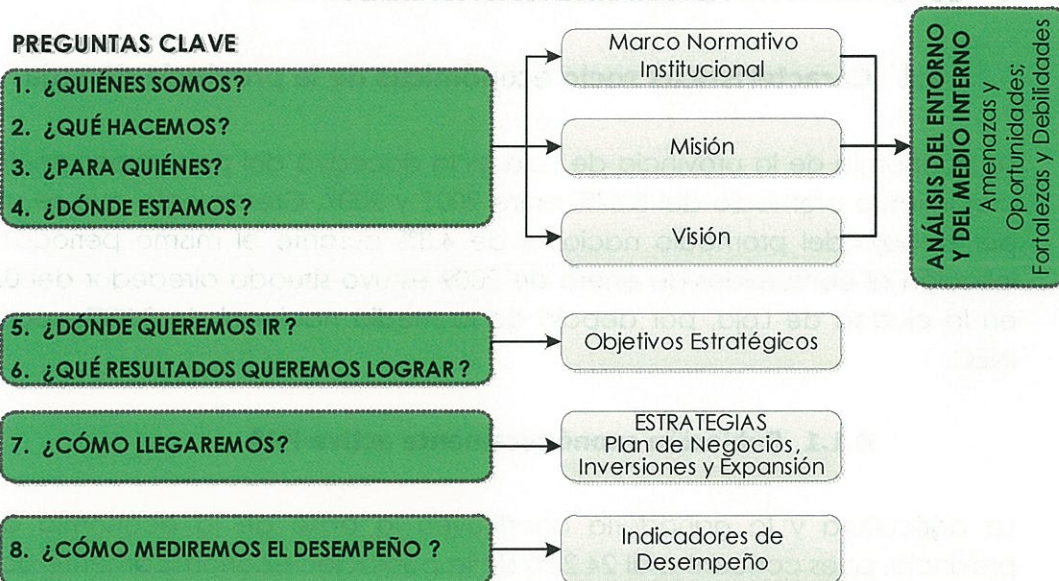 PREGUNTAS CLAVE
1. ¿QUIÉNES SOMOS?
2. ¿QUÉ HACEMOS?
3. ¿PARA QUIÉNES?
4. ¿DÓNDE ESTAMOS?
Marco Normativo
Institucional
Misión
Visión
ANÁLISIS DEL ENTORNO
Y DEL MEDIO INTERNO
Amenazas y
Oportunidades;
Fortalezas y Debilidades
5. ¿DÓNDE QUEREMOS IR?
6. ¿QUÉ RESULTADOS QUEREMOS LOGRAR?
Objetivos Estratégicos
7. ¿CÓMO LLEGAREMOS?
ESTRATEGIAS
Plan de Negocios,
Inversiones y Expansión
8. ¿CÓMO MEDIREMOS EL DESEMPEÑO ?
Indicadores de
Desempeño